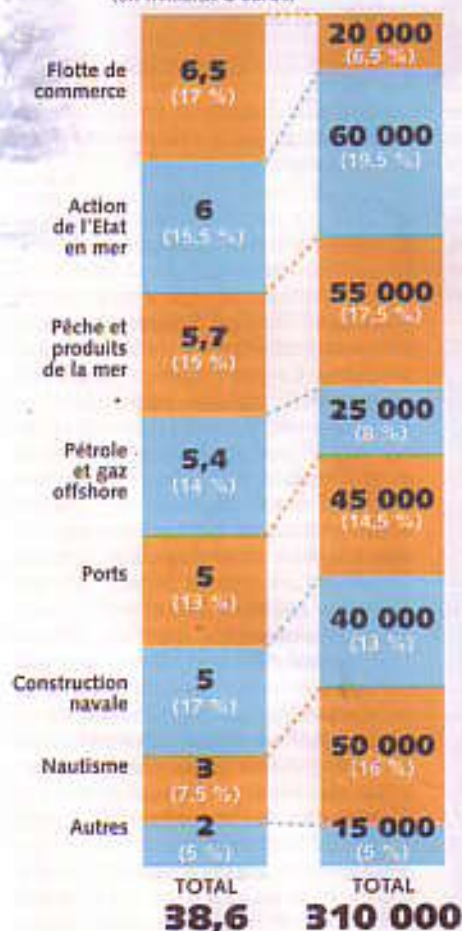 Flotte de
commerce
6,5
(17 %)
20 000
(6,5 %)
Action
de l'Etat
en mer
6
(15,5 %)
60 000
(19,5 %)
Pêche et
produits
de la mer
5,7
(15 %)
55 000
(17,5 %)
Pétrole
et gaz
offshore
5,4
(14 %)
25 000
(8 %)
Ports
5
(13 %)
45 000
(14,5 %)
Construction
navale
5
(17 %)
40 000
(13 %)
Nautisme
3
(7,5 %)
50 000
(16 %)
Autres
2
(5 %)
15 000
(5 %)
TOTAL
38,6
TOTAL
310 000